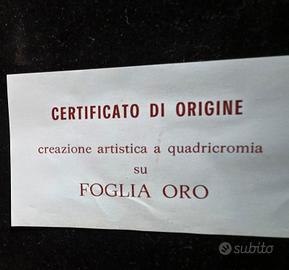 CERTIFICATO DI ORIGINE
creazione artistica a quadricromia
su
FOGLIA ORO
subito